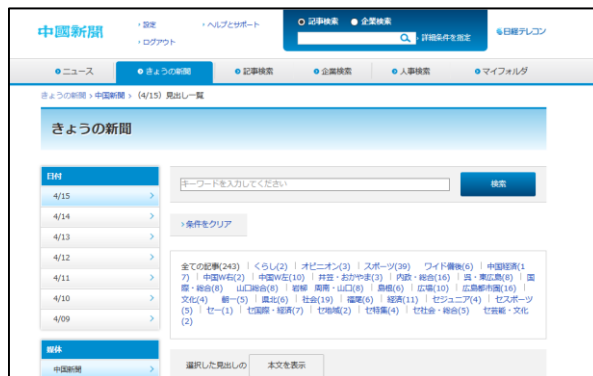 中國新聞
設定 ヘルプとサポート
ログアウト
記事検索 企業検索
詳細条件を指定
日経テレコン
ニュース きょうの新聞 記事検索 企業検索 人事検索 マイフォルダ
きょうの新聞 > 中国新聞 > (4/15) 見出し一覧
きょうの新聞
日付
4/15
4/14
4/13
4/12
4/11
4/10
4/09
媒体
中国新聞
キーワードを入力してください 検索
>条件をクリア
全ての記事(243) | くらし(2) | オピニオン(3) | スポーツ(39) ワイド備後(6) | 中国経済(1
7) | 中国W右(2) | 中国W左(10) | 井笠・おかやま(3) | 内政・総合(16) | 呉・東広島(8) | 国
際・総合(8) 山口総合(8) | 岩柳 周南・山口(8) | 島根(6) | 広場(10) | 広島都市圏(16) |
文化(4) 新一(5) | 県北(6) | 社会(19) | 福尾(6) | 経済(11) | セジュニア(4) | セスポーツ
(5) | セ一(1) | セ国際・経済(7) | セ地域(2) | セ特集(4) | セ社会・総合(5) セ芸能・文化
(2)
選択した見出しの 本文を表示